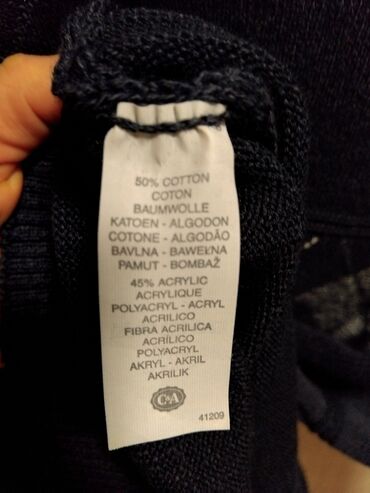 50% COTTON
COTON
BAUMWOLLE
KATOEN - ALGODON
COTONE - ALGODÃO
BAVLNA - BAWEŁNA
PAMUT - BOMBAŽ
45% ACRYLIC
ACRYLIQUE
POLYACRYL - ACRYL
ACRILICO
FIBRA ACRILICA
ACRÍLICO
POLYACRYL
AKRYL - AKRIL
AKRILIK
C&A
41209